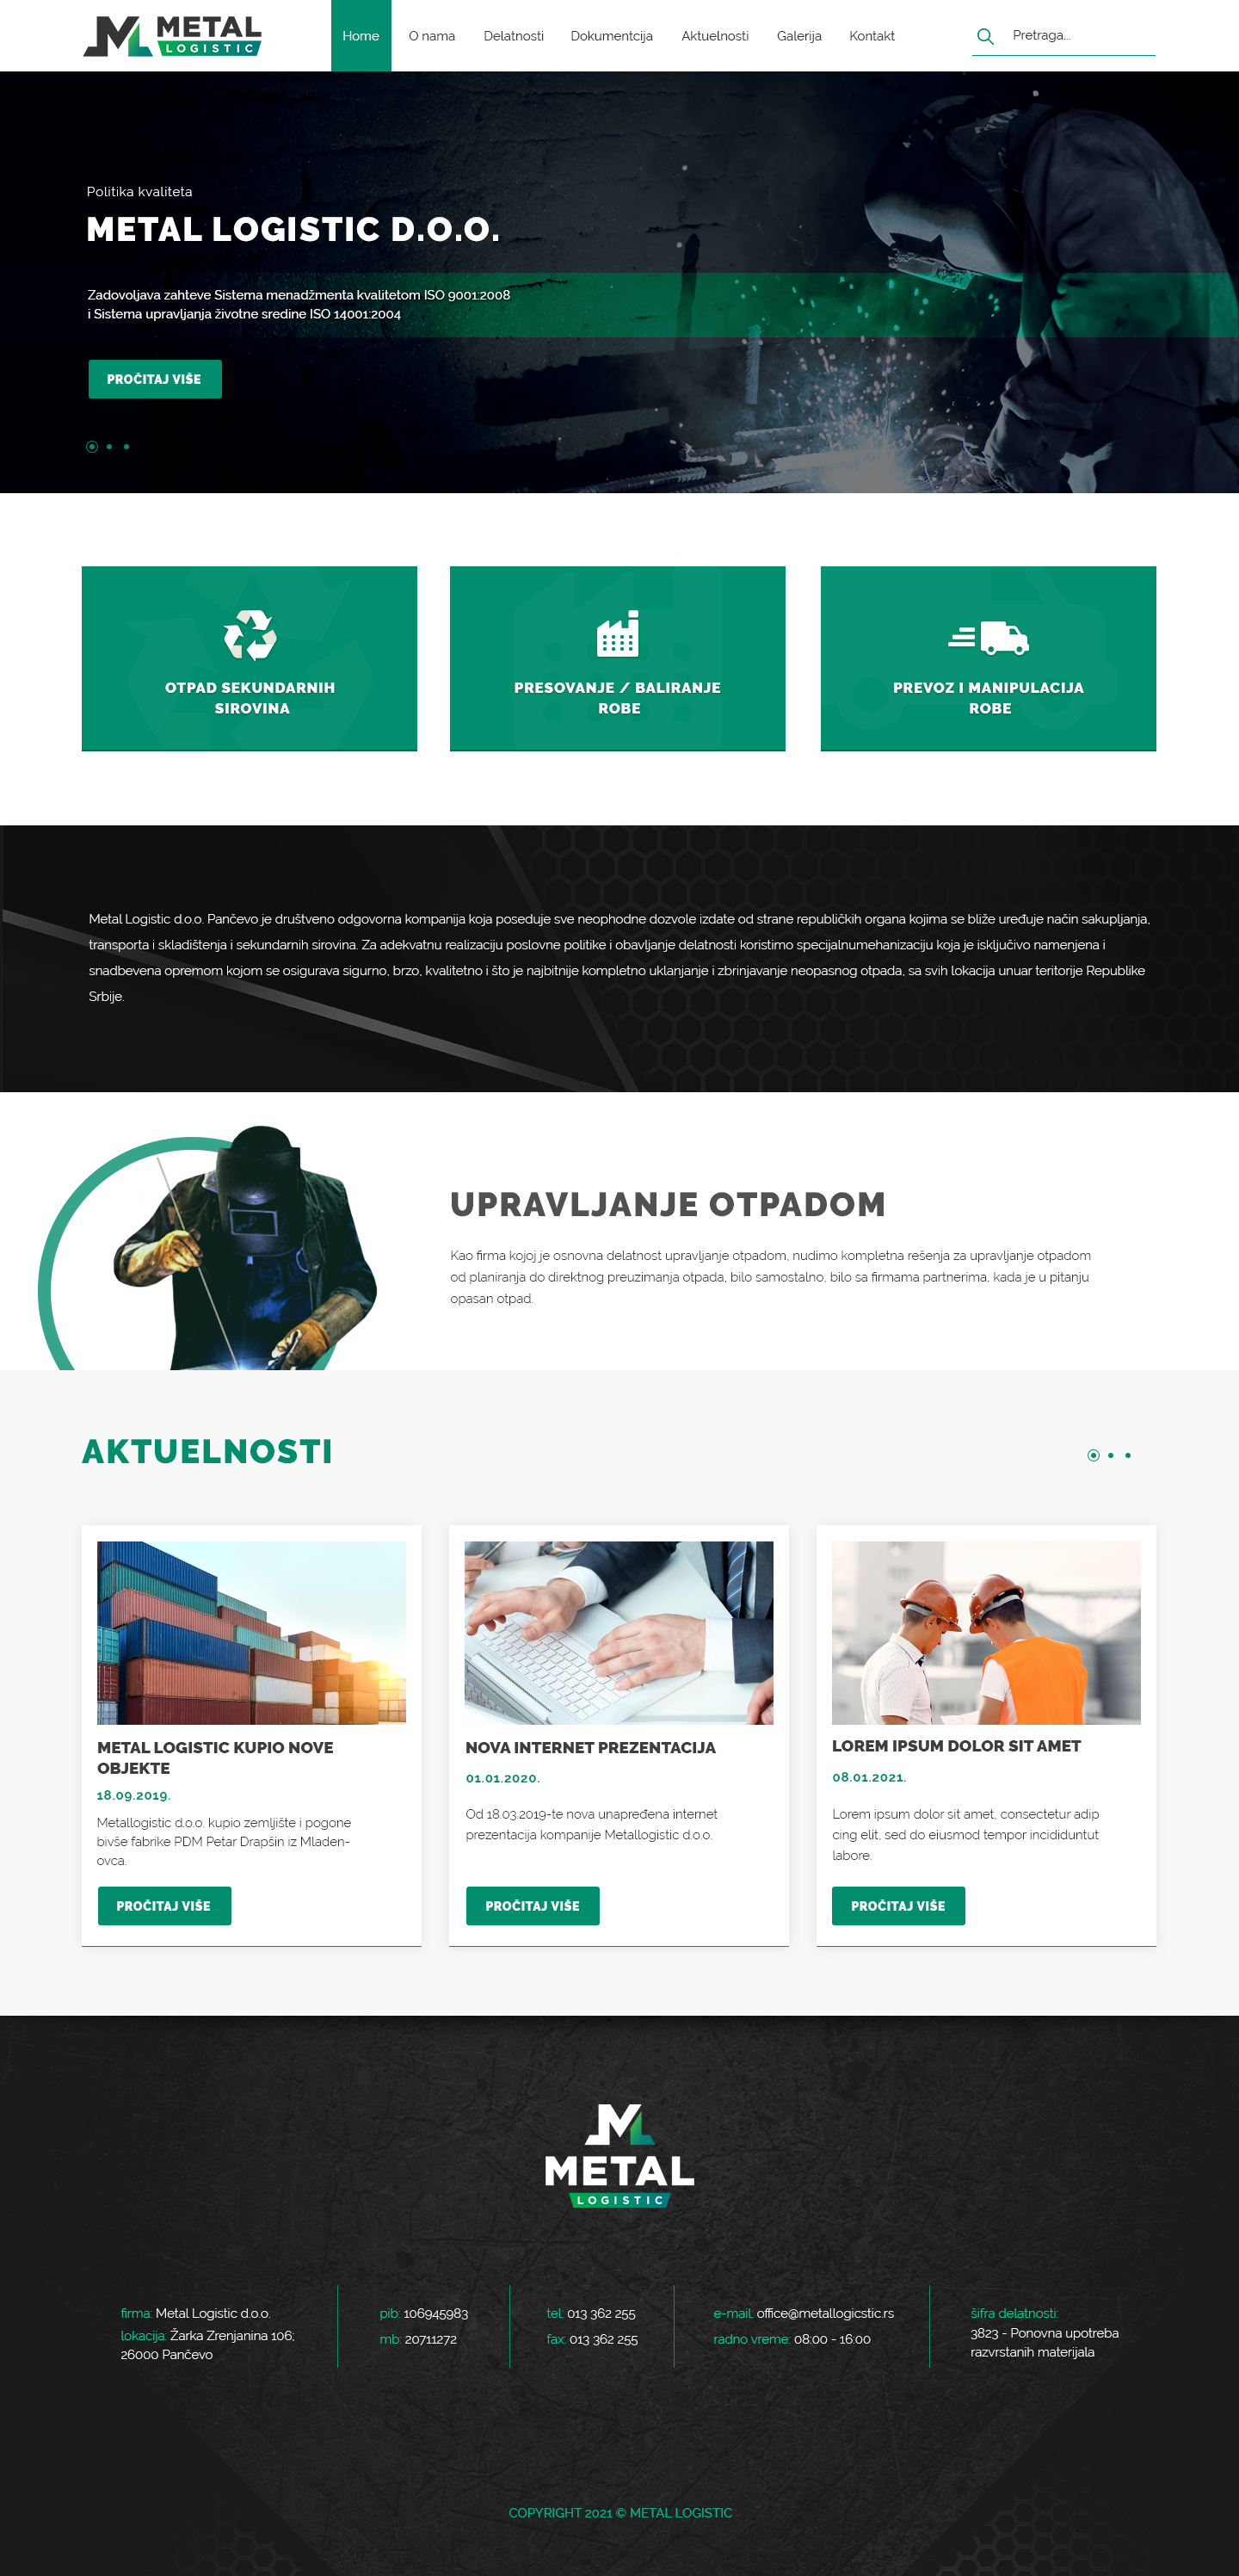 METAL
LOGISTIC
Home O nama Delatnosti Dokumentcija Aktuelnosti Galerija Kontakt Pretraga...
Politika kvaliteta
METAL LOGISTIC D.O.O.
Zadovoljava zahteve Sistema menadžmenta kvalitetom ISO 9001:2008
i Sistema upravljanja životne sredine ISO 14001:2004
PROČITAJ VIŠE
OTPAD SEKUNDARNIH
SIROVINA
PRESOVANJE / BALIRANJE
ROBE
PREVOZ I MANIPULACIJA
ROBE
Metal Logistic d.o.o. Pančevo je društveno odgovorna kompanija koja poseduje sve neophodne dozvole izdate od strane republičkih organa kojima se bliže uređuje način sakupljanja,
transporta i skladištenja i sekundarnih sirovina. Za adekvatnu realizaciju poslovne politike i obavljanje delatnosti koristimo specijalnumehanizaciju koja je isključivo namenjena i
snadbevena opremom kojom se osigurava sigurno, brzo, kvalitetno i što je najbitnije kompletno uklanjanje i zbrinjavanje neopasnog otpada, sa svih lokacija unuar teritorije Republike
Srbije.
UPRAVLJANJE OTPADOM
Kao firma kojoj je osnovna delatnost upravljanje otpadom, nudimo kompletna rešenja za upravljanje otpadom
od planiranja do direktnog preuzimanja otpada, bilo samostalno, bilo sa firmama partnerima, kada je u pitanju
opasan otpad.
AKTUELNOSTI
METAL LOGISTIC KUPIO NOVE
OBJEKTE
18.09.2019.
Metallogistic d.o.o. kupio zemljište i pogone
bivše fabrike PDM Petar Drapšin iz Mladen-
ovca.
PROČITAJ VIŠE
NOVA INTERNET PREZENTACIJA
01.01.2020.
Od 18.03.2019-te nova unapređena internet
prezentacija kompanije Metallogistic d.o.o.
PROČITAJ VIŠE
LOREM IPSUM DOLOR SIT AMET
08.01.2021.
Lorem ipsum dolor sit amet, consectetur adip
cing elit, sed do eiusmod tempor incididuntut
labore.
PROČITAJ VIŠE
METAL
LOGISTIC
firma: Metal Logistic d.o.o.
lokacija: Žarka Zrenjanina 106;
26000 Pančevo
pib: 106945983
mb: 20711272
tel: 013 362 255
fax: 013 362 255
e-mail: office@metallogicstic.rs
radno vreme: 08:00 - 16:00
šifra delatnosti:
3823 - Ponovna upotreba
razvrstanih materijala
COPYRIGHT 2021 © METAL LOGISTIC